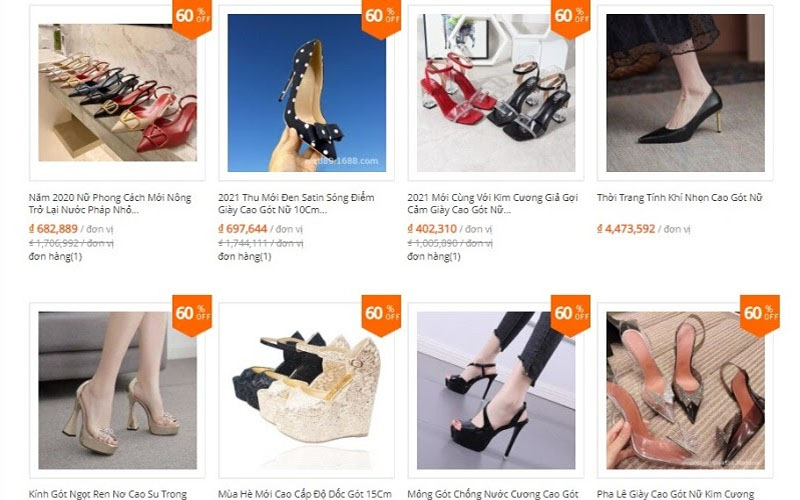 60 % OFF
60 % OFF
60 % OFF
Năm 2020 Nữ Phong Cách Mới Nông
Trở Lại Nước Pháp Nhỏ...
₫ 682,889 / đơn vị
₫ 1,706,992 / đơn vị
đơn hàng(1)
2021 Thu Mới Đen Satin Sóng Điểm
Giày Cao Gót Nữ 10Cm...
₫ 697,644 / đơn vị
₫ 1,744,111 / đơn vị
đơn hàng(1)
2021 Mới Cùng Với Kim Cương Giả Gợi
Cảm Giày Cao Gót Nữ...
₫ 402,310 / đơn vị
₫ 1,005,890 / đơn vị
đơn hàng(1)
Thời Trang Tính Khí Nhọn Cao Gót Nữ
₫ 4,473,592 / đơn vị
60 % OFF
60 % OFF
60 % OFF
60 % OFF
Kính Gót Ngọt Ren Nơ Cao Su Trong
Mùa Hè Mới Cao Cấp Độ Dốc Gót 15Cm
Mỏng Gót Chống Nước Cương Cao Gót
Pha Lê Giày Cao Gót Nữ Kim Cương